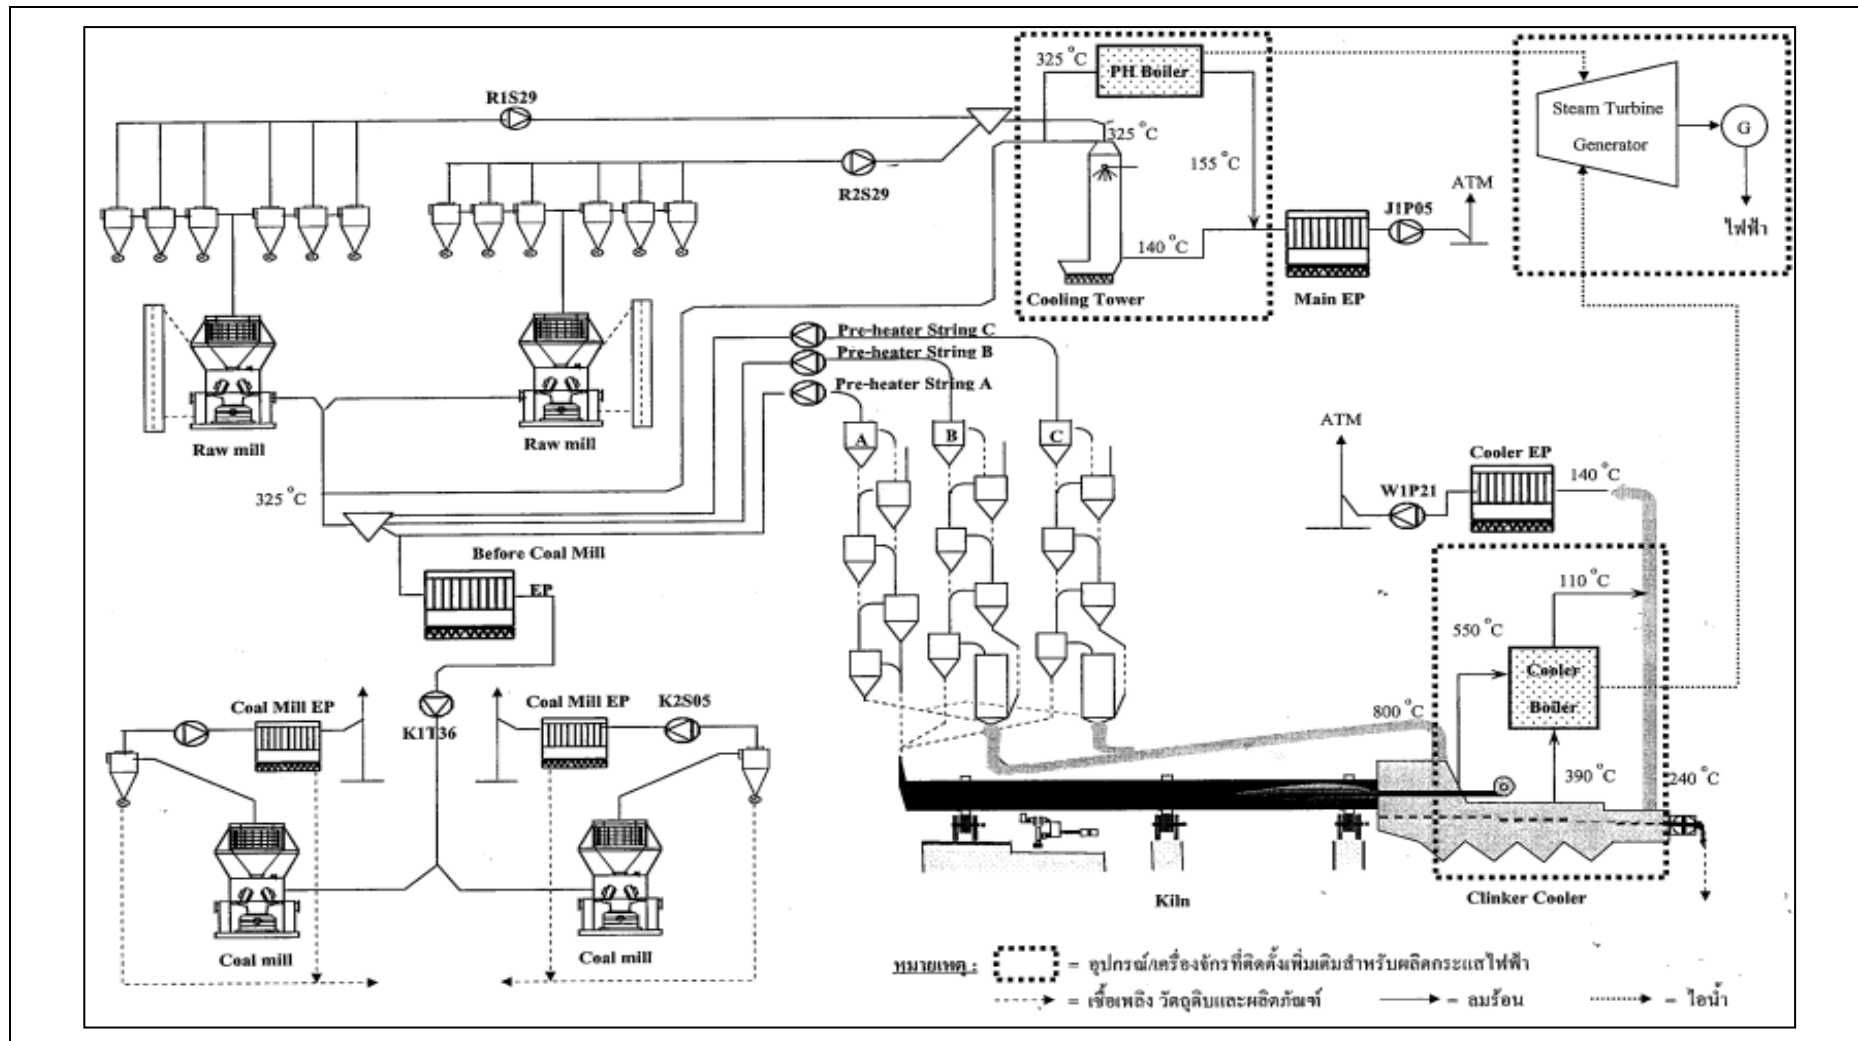 325 °C
PH Boiler
R1S29
325 °C
Steam Turbine
Generator
G
155 °C
R2S29
ATM
J1P05
ไฟฟ้า
140 °C
Cooling Tower
Main EP
Pre-heater String C
Pre-heater String B
Pre-heater String A
Raw mill
Raw mill
A
B
C
ATM
Cooler EP
W1P21
140 °C
325 °C
Before Coal Mill
EP
110 °C
550 °C
Cooler
Boiler
Coal Mill EP
Coal Mill EP
K2S05
K1T36
800 °C
390 °C
240 °C
Kiln
Clinker Cooler
Coal mill
Coal mill
หมายเหตุ :
= อุปกรณ์/เครื่องจักรที่ติดตั้งเพิ่มเติมสำหรับผลิตกระแสไฟฟ้า
= เชื้อเพลิง วัตถุดิบและผลิตภัณฑ์
= ลมร้อน
= ไอน้ำ